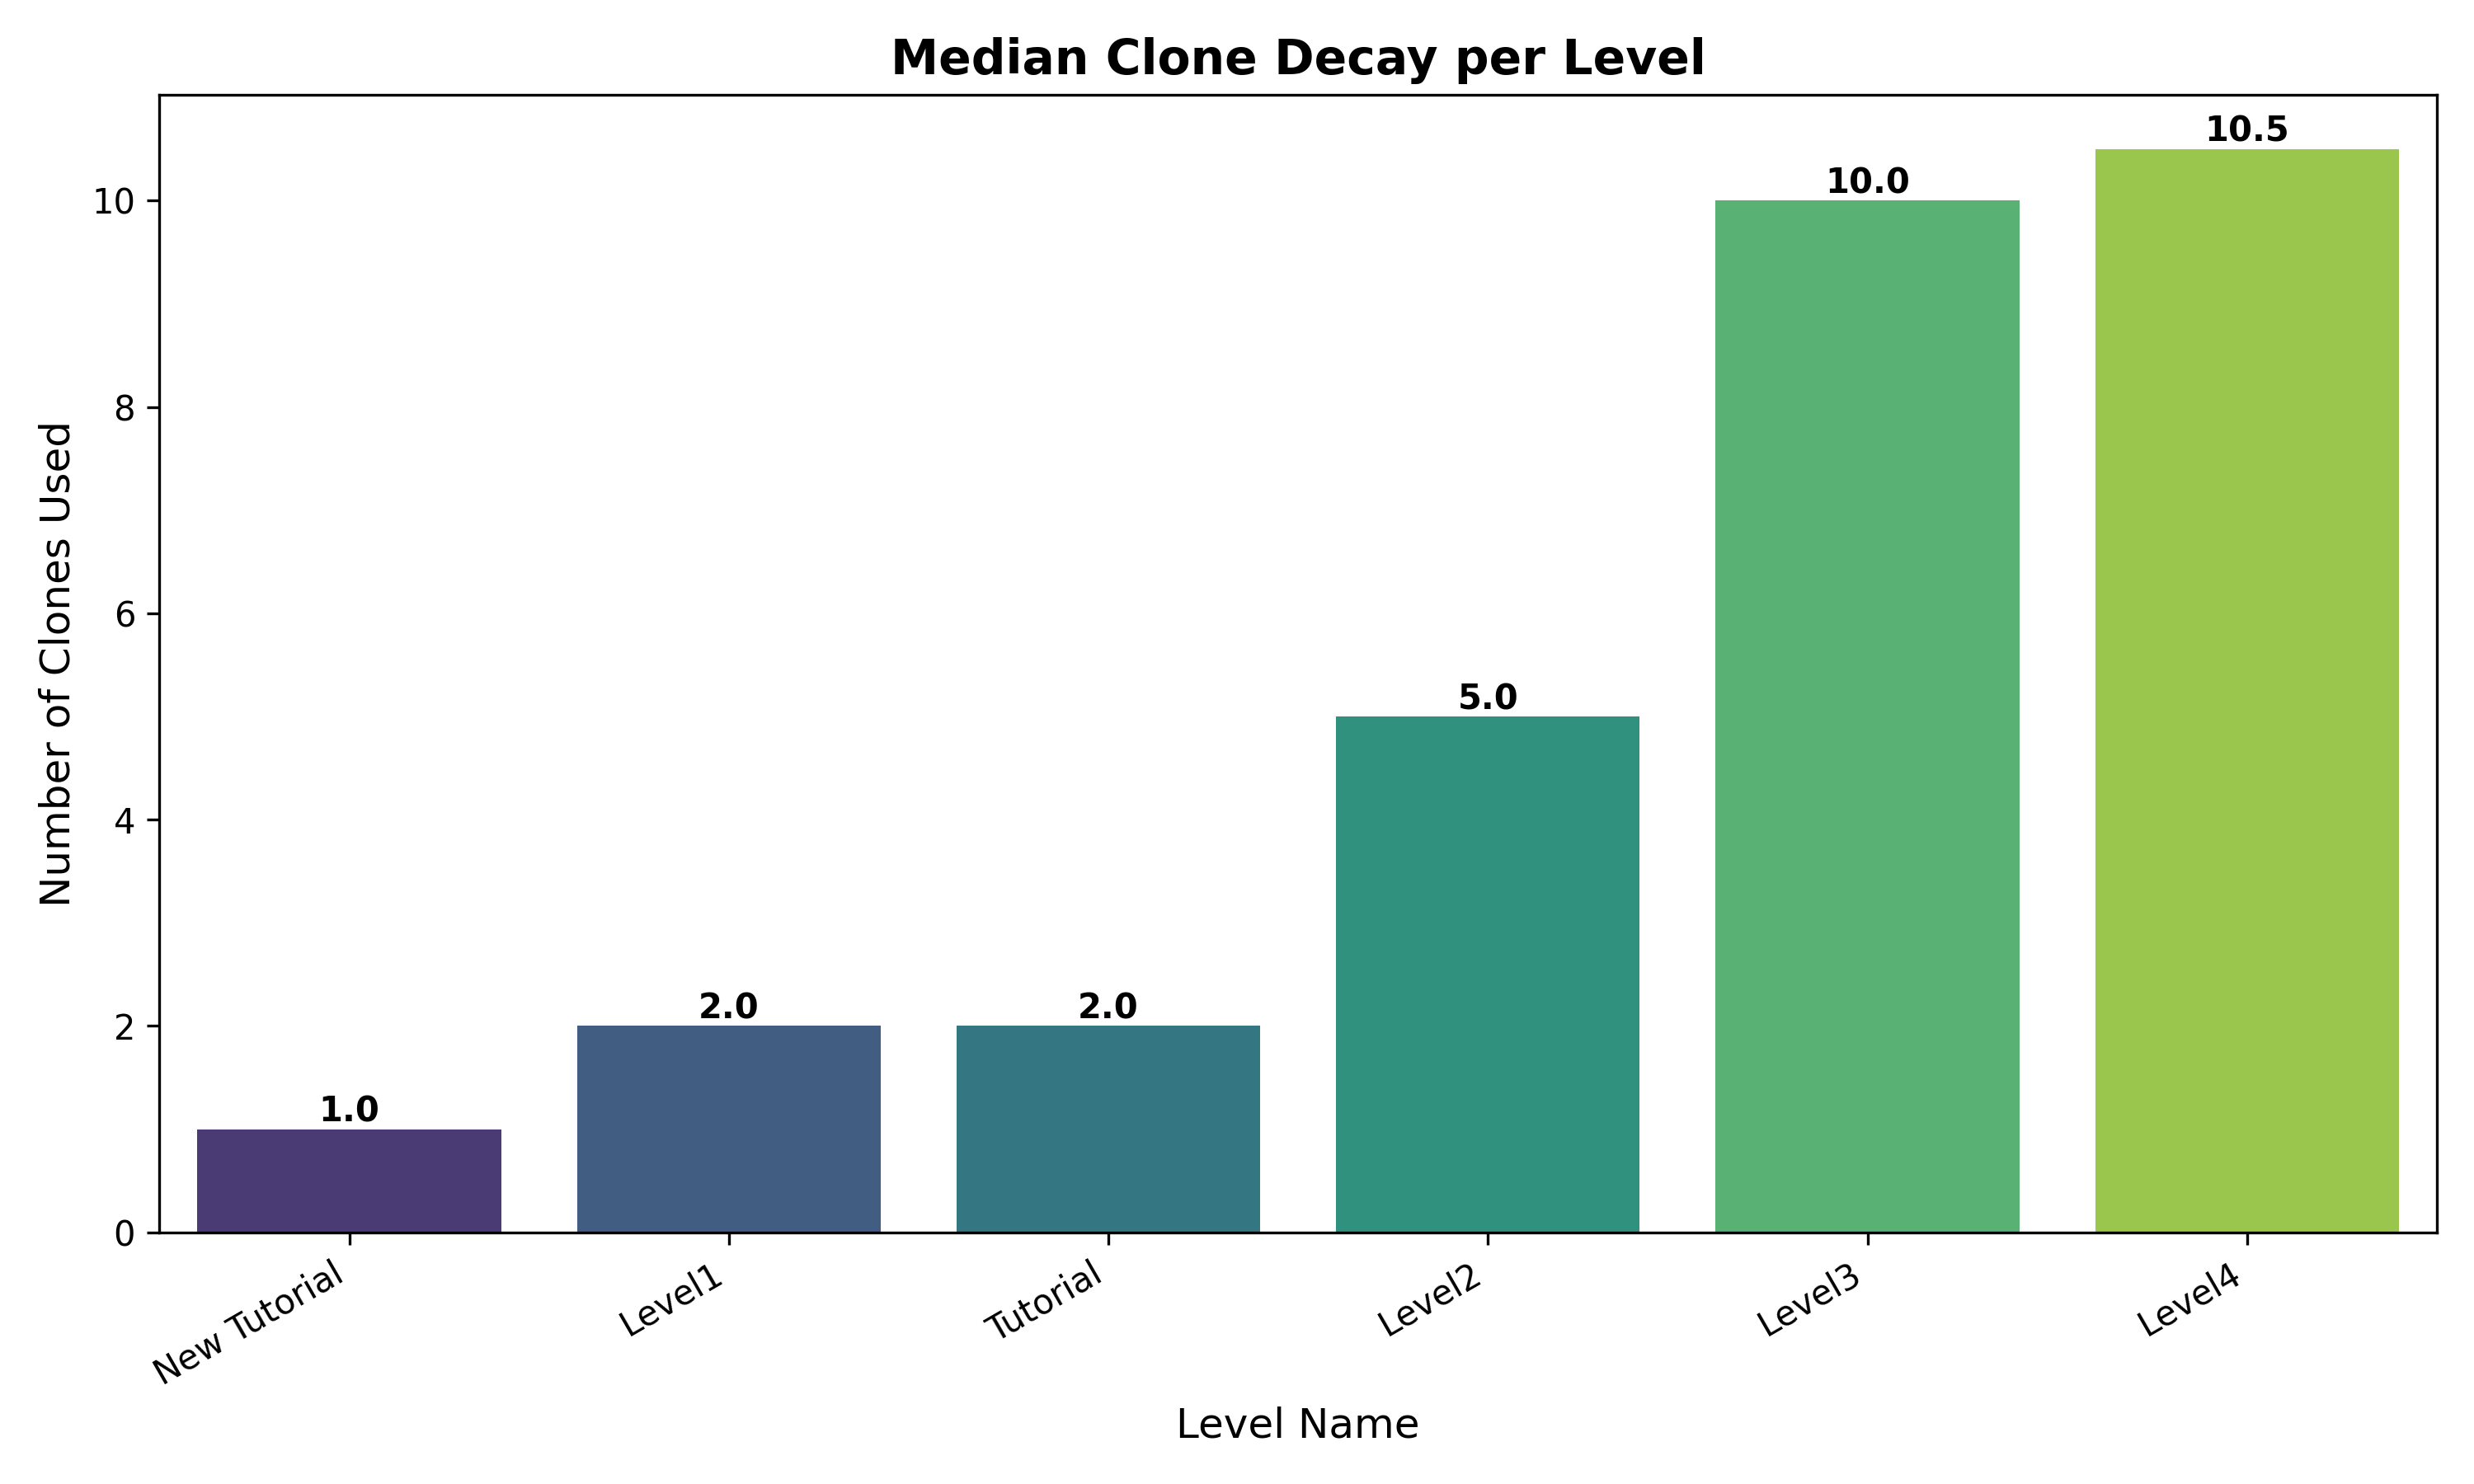 Median Clone Decay per Level
Number of Clones Used
10
8
6
4
2
0
1.0
2.0
2.0
5.0
10.0
10.5
New Tutorial
Level1
Tutorial
Level2
Level3
Level4
Level Name